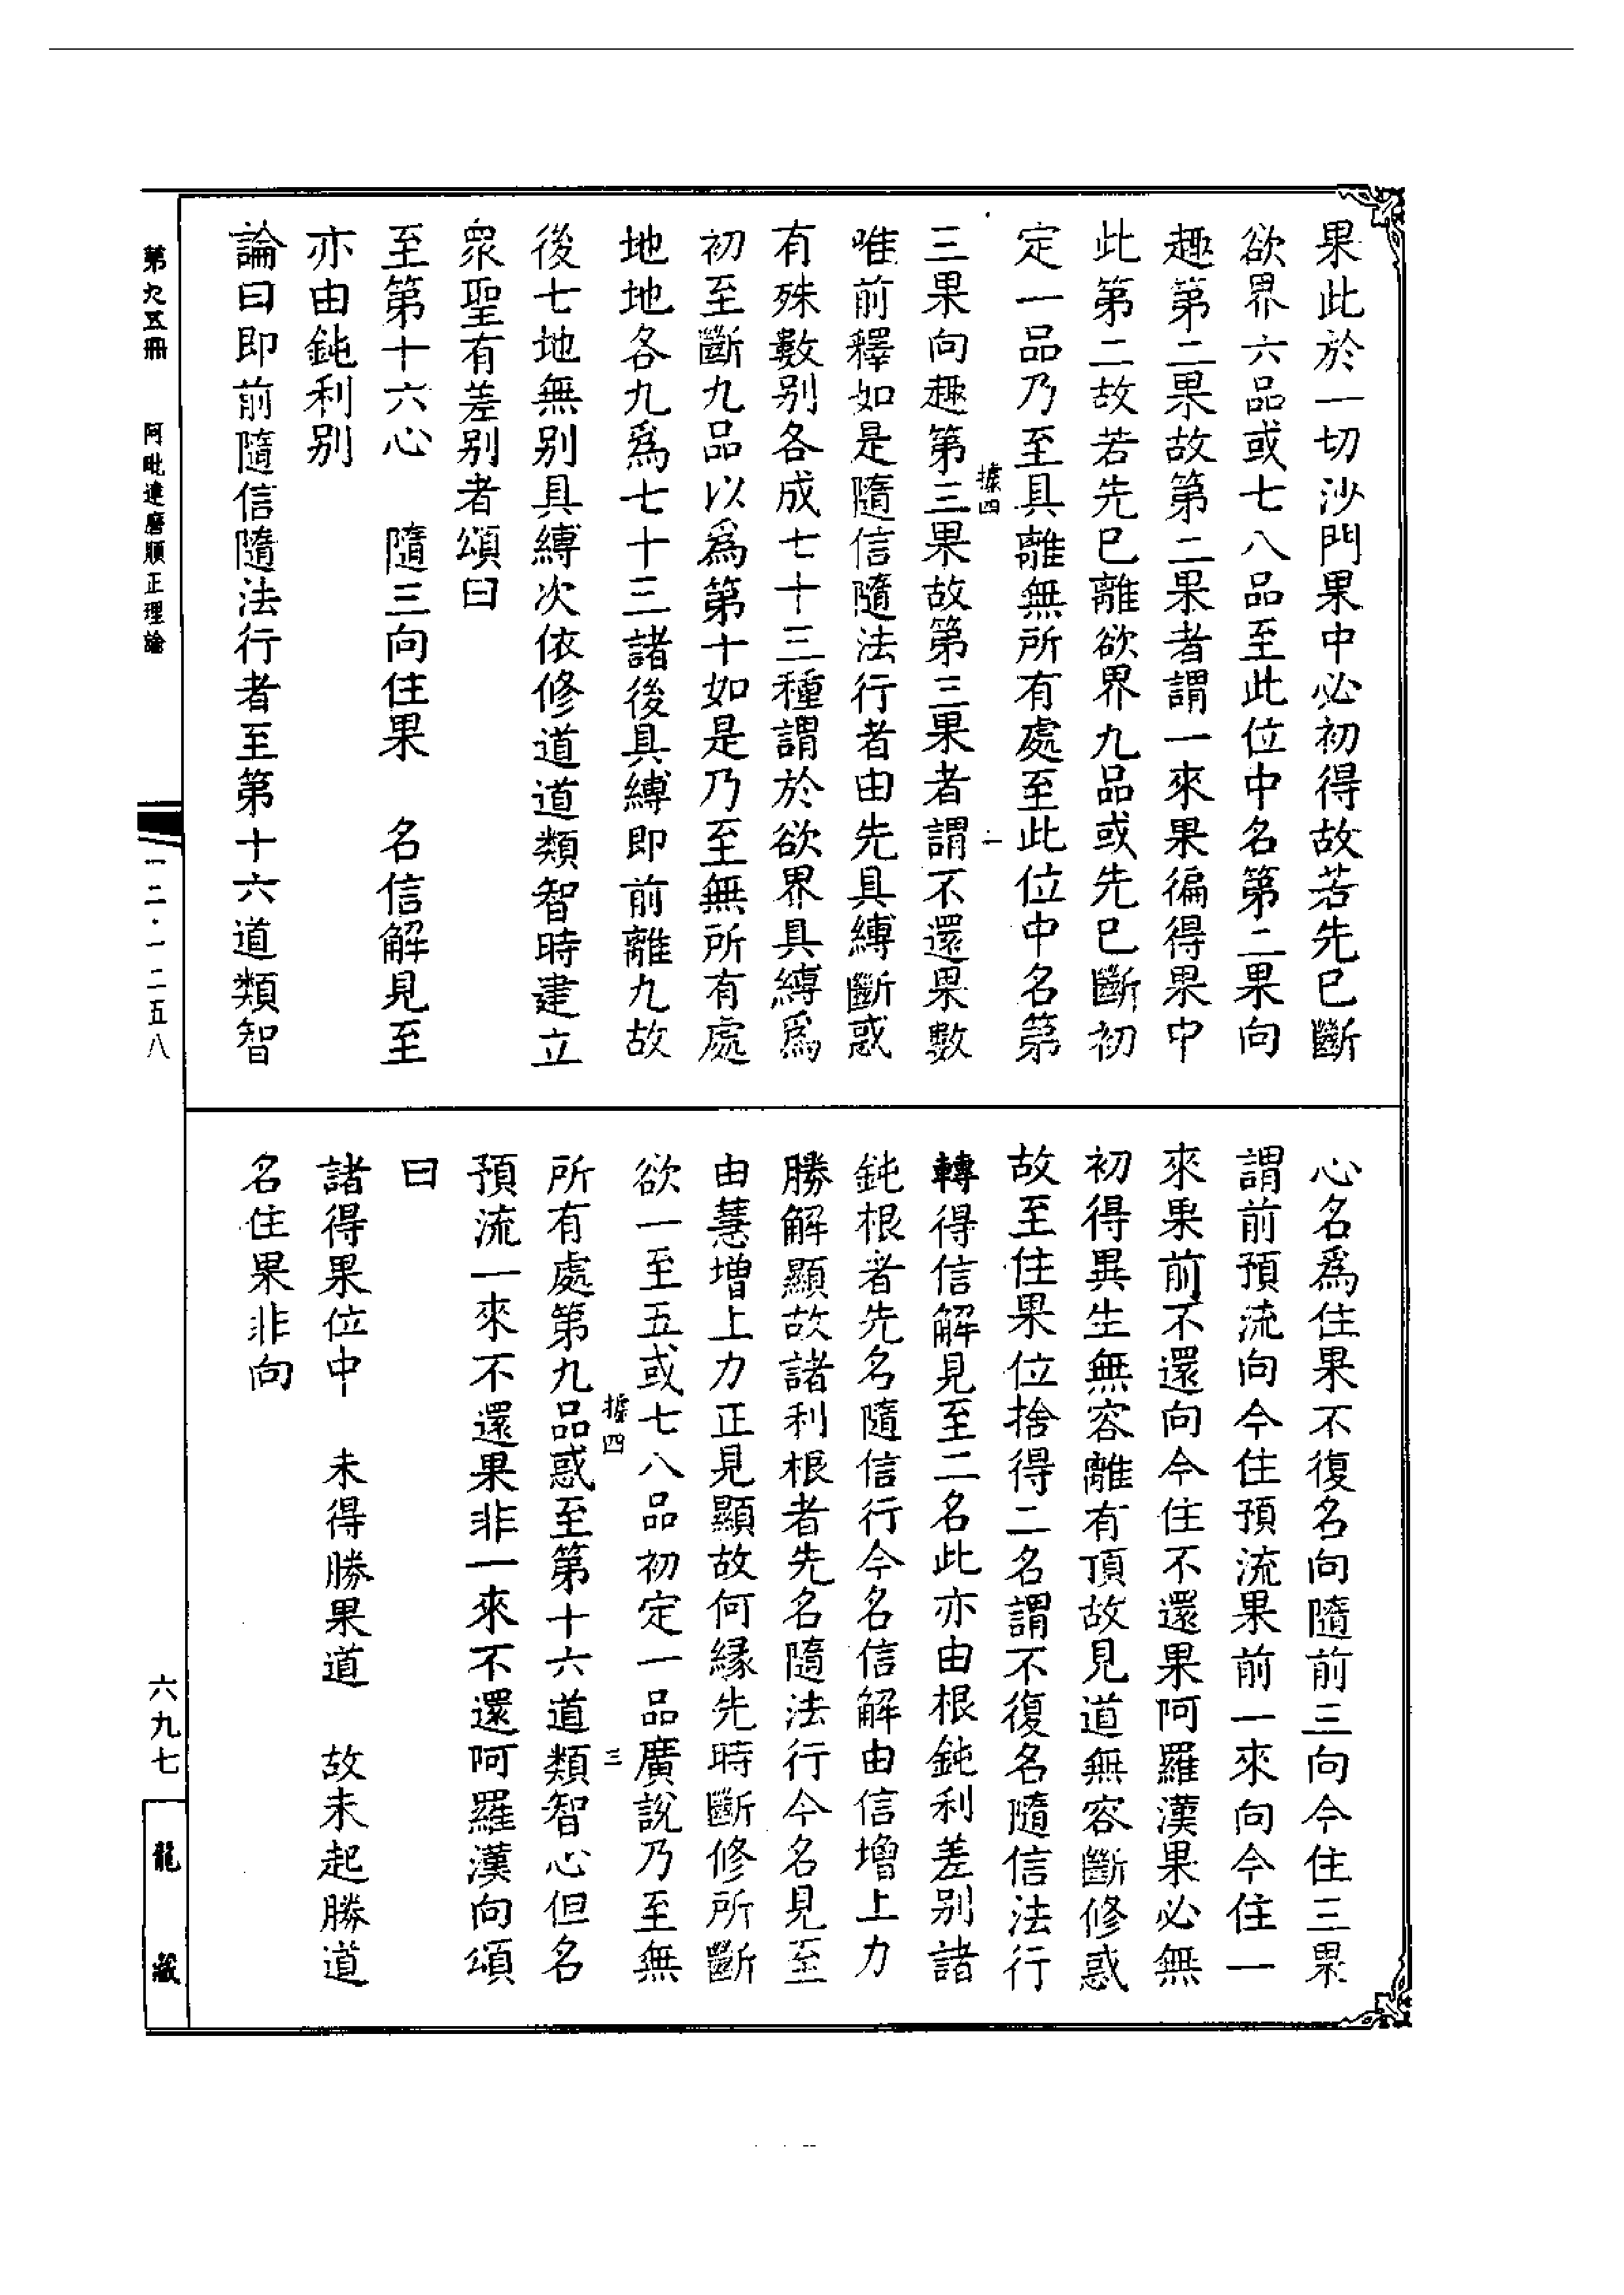 果此於一切沙門果中必初得故若先已斷
欲界六品或七八品至此位中名第二果向
趣第二果故第二果者謂一來果徧得果中
此第二故若先已離欲界九品或先已斷初
定一品乃至具離無所有處至此位中名第
據四 二
三果向趣第三果故第三果者謂不還果數
唯前釋如是隨信隨法行者由先具縛斷惑
有殊數別各成七十三種謂於欲界具縛爲
初至斷九品以爲第十如是乃至無所有處
地地各九爲七十三諸後具縛即前離九故
後七地無別具縛次依修道道類智時建立
衆聖有差別者頌曰
至第十六心 隨三向住果 名信解見至
亦由鈍利別
論曰即前隨信隨法行者至第十六道類智
心名爲住果不復名向隨前三向今住三果
謂前預流向今住預流果前一來向今住一
來果前不還向今住不還果阿羅漢果必無
初得異生無容離有頂故見道無容斷修惑
故至住果位捨得二名謂不復名隨信法行
轉得信解見至二名此亦由根鈍利差別諸
鈍根者先名隨信行今名信解由信增上力
勝解顯故諸利根者先名隨法行今名見至
由慧增上力正見顯故何縁先時斷修所斷
欲一至五或七八品初定一品廣說乃至無
據四 三
所有處第九品惑至第十六道類智心但名
預流一來不還果非一來不還阿羅漢向頌
曰
諸得果位中 未得勝果道 故未起勝道
名住果非向
第九五冊 阿毗達磨順正理論
一二·一二五八
六九七
龍藏